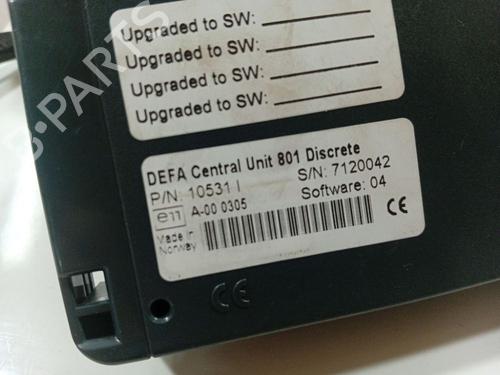 Upgraded to SW:
Upgraded to SW:
Upgraded to SW:
Upgraded to SW:
DEFA Central Unit 801 Discrete
P/N: 10531 I S/N: 7120042
e11 A-00 0305 Software: 04
Made in
Norway
CE
CE
B-PARTS